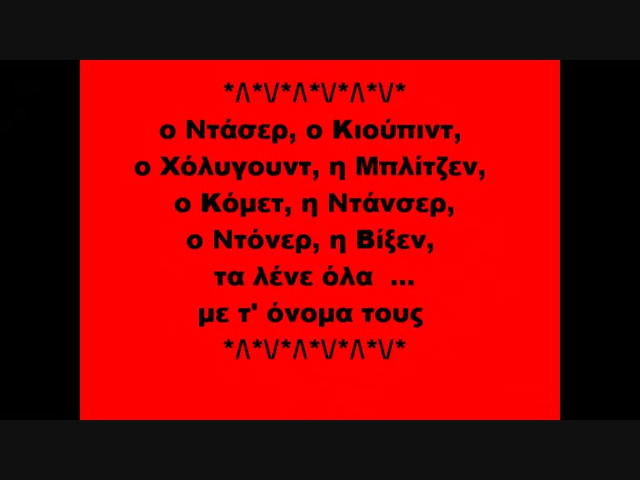 */\*\/*/\*\/*/\*\/*
ο Ντάσερ, ο Κιούπιντ,
ο Χόλυγουντ, η Μπλίτζεν,
ο Κόμετ, η Ντάνσερ,
ο Ντόνερ, η Βίξεν,
τα λένε όλα ...
με τ' όνομα τους
*/\*\/*/\*\/*/\*\/*